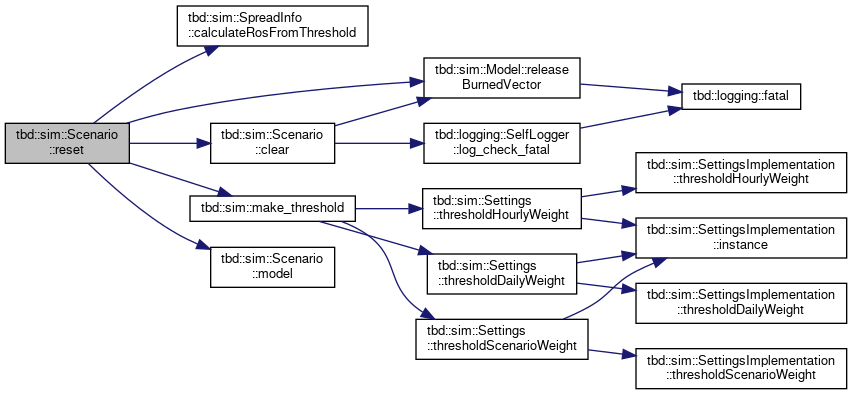 tbd::sim::SpreadInfo
::calculateRosFromThreshold
tbd::sim::Model::release
BurnedVector
tbd::logging::fatal
tbd::sim::Scenario
::reset
tbd::sim::Scenario
::clear
tbd::logging::SelfLogger
::log_check_fatal
tbd::sim::SettingsImplementation
::thresholdHourlyWeight
tbd::sim::make_threshold
tbd::sim::Settings
::thresholdHourlyWeight
tbd::sim::SettingsImplementation
::instance
tbd::sim::Scenario
::model
tbd::sim::Settings
::thresholdDailyWeight
tbd::sim::SettingsImplementation
::thresholdDailyWeight
tbd::sim::Settings
::thresholdScenarioWeight
tbd::sim::SettingsImplementation
::thresholdScenarioWeight